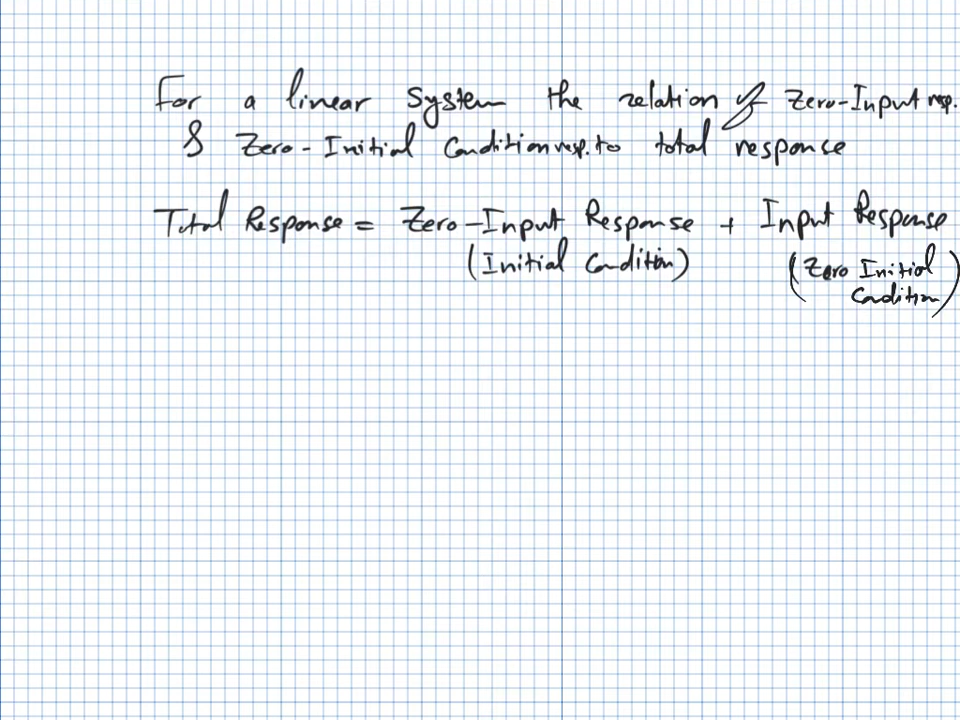 For a linear system the relation of Zero-Input resp.
& Zero-Initial Condition resp. to total response
Total Response = Zero-Input Response + Input Response
(Initial Condition) (Zero Initial
Condition)